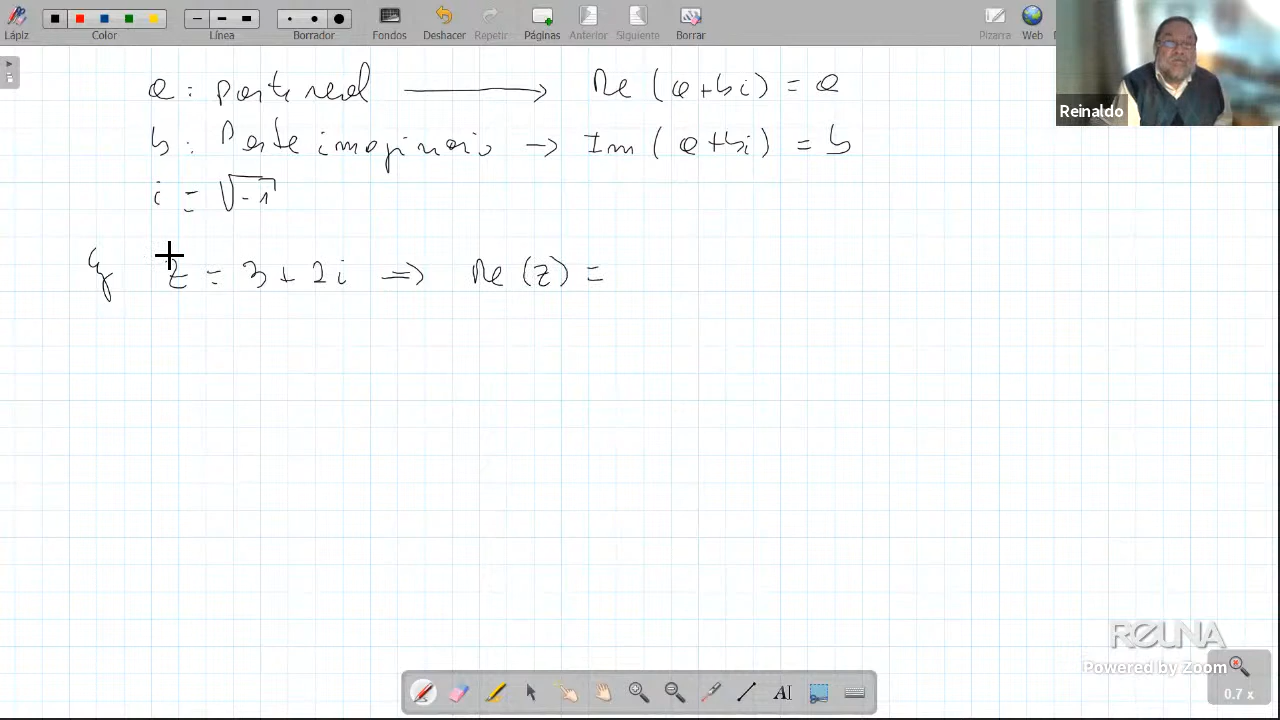 Lápiz Color Línea Borrador Fondos Deshacer Repetir Páginas Anterior Siguiente Borrar Pizarra Web
Reinaldo
a : parte real → Re (a+bi) = a
b : Parte imaginaria → Im (a+bi) = b
i = √-1
Ej z = 3 + 2i ⇒ Re (z) =
REUNA
Powered by Zoom
0.7 x